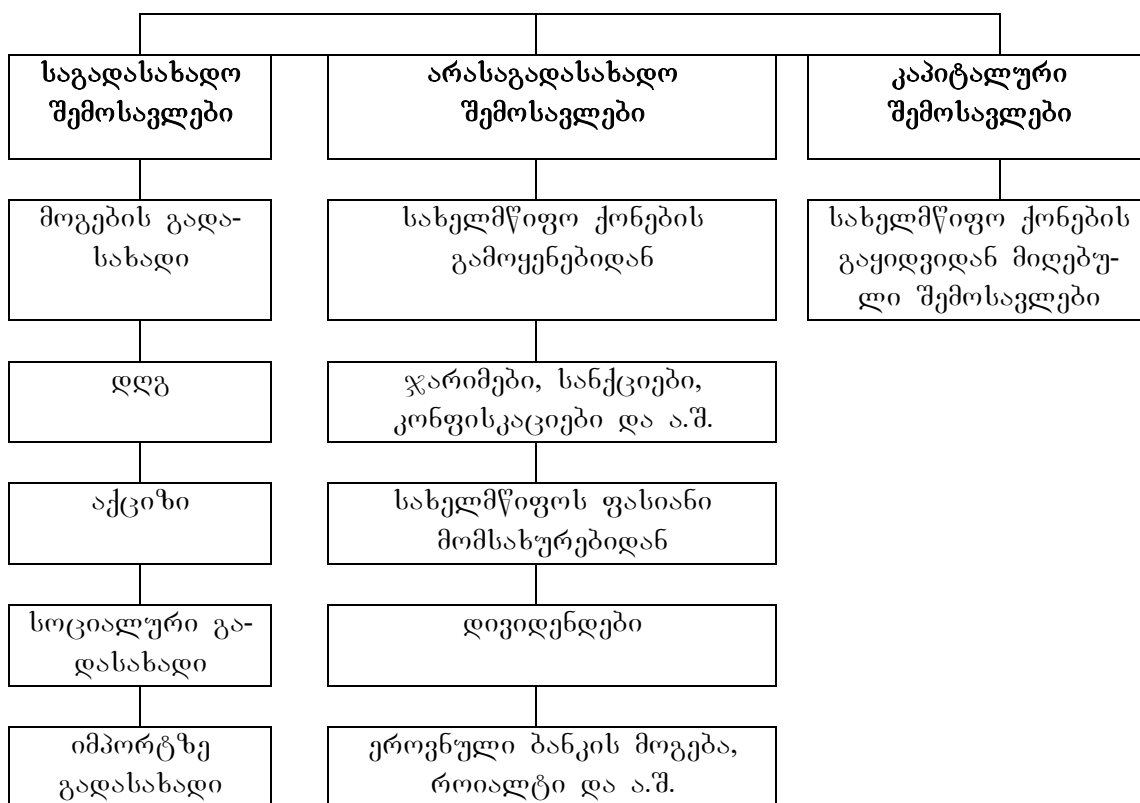 საგადასახადო
შემოსავლები
არასაგადასახადო
შემოსავლები
კაპიტალური
შემოსავლები
მოგების გადა-
სახადი
სახელმწიფო ქონების
გამოყენებიდან
სახელმწიფო ქონების
გაყიდვიდან მიღებუ-
ლი შემოსავლები
დღგ
ჯარიმები, სანქციები,
კონფისკაციები და ა.შ.
აქციზი
სახელმწიფოს ფასიანი
მომსახურებიდან
სოციალური გა-
დასახადი
დივიდენდები
იმპორტზე
გადასახადი
ეროვნული ბანკის მოგება,
როიალტი და ა.შ.